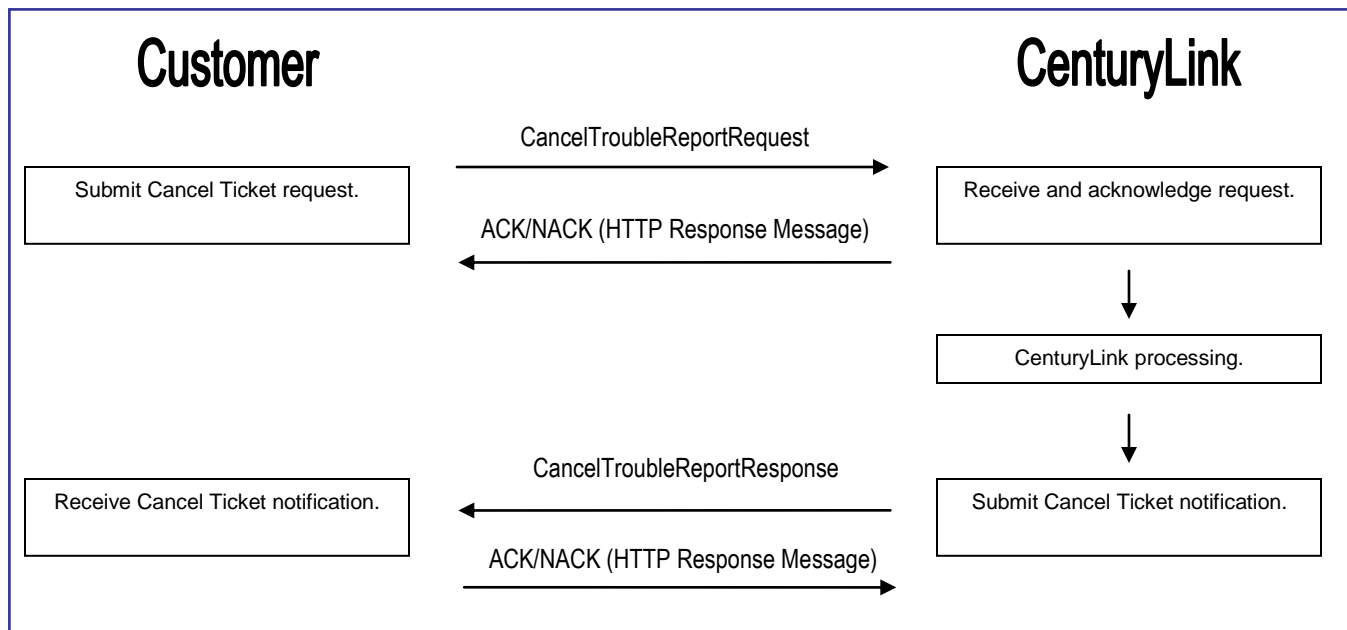 Customer
CenturyLink
CancelTroubleReportRequest
Submit Cancel Ticket request.
Receive and acknowledge request.
ACK/NACK (HTTP Response Message)
CenturyLink processing.
CancelTroubleReportResponse
Receive Cancel Ticket notification.
Submit Cancel Ticket notification.
ACK/NACK (HTTP Response Message)